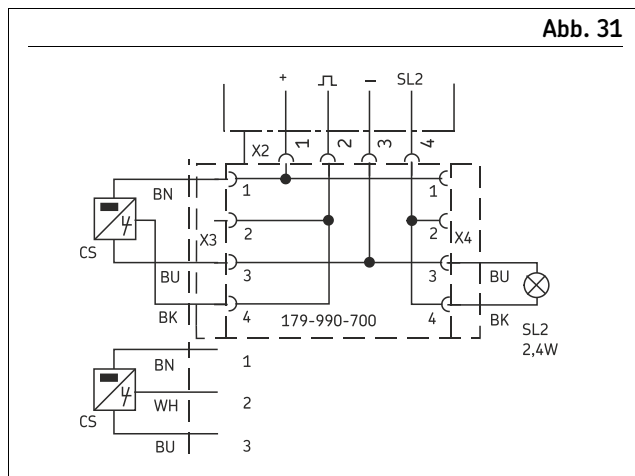 Abb. 31
+ – SL2
X2 1 2 3 4
BN 1 1
2 2
CS X3 X4
BU 3 3 BU
BK 4 179-990-700 4 BK
SL2
2,4W
BN 1
WH 2
CS
BU 3